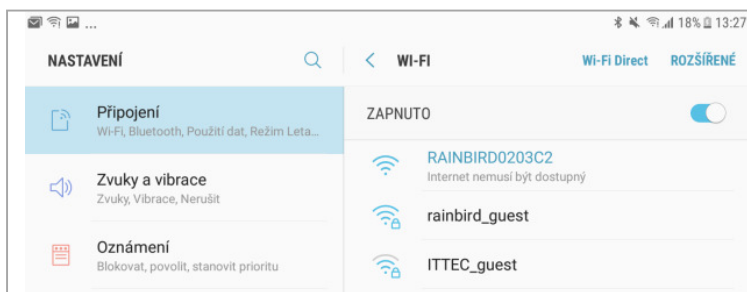 ... 18% 13:27
NASTAVENÍ
Připojení
Wi-Fi, Bluetooth, Použití dat, Režim Leta...
Zvuky a vibrace
Zvuky, Vibrace, Nerušit
Oznámení
Blokovat, povolit, stanovit prioritu
WI-FI Wi-Fi Direct ROZŠÍŘENÉ
ZAPNUTO
RAINBIRD0203C2
Internet nemusí být dostupný
rainbird_guest
ITTEC_guest